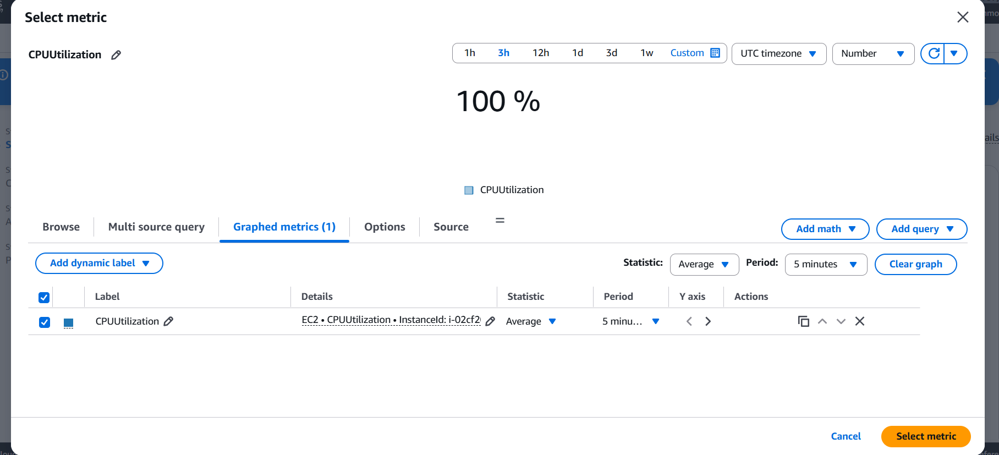 Select metric
CPUUtilization
1h 3h 12h 1d 3d 1w Custom UTC timezone Number
100 %
CPUUtilization
Browse Multi source query Graphed metrics (1) Options Source =
Add math Add query
Add dynamic label Statistic: Average Period: 5 minutes Clear graph
Label Details Statistic Period Y axis Actions
CPUUtilization EC2 • CPUUtilization • InstanceId: i-02cf2 Average 5 minu...
Cancel Select metric